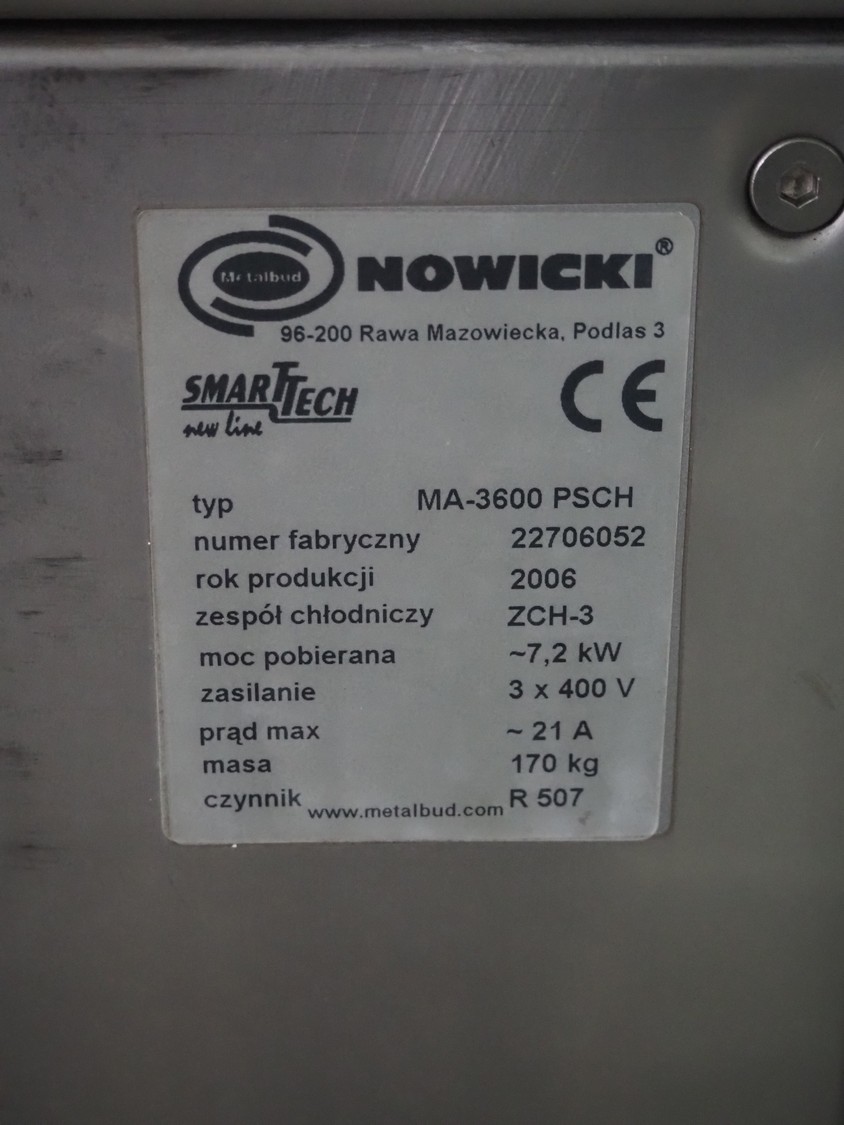 Metalbud
NOWICKI®
96-200 Rawa Mazowiecka, Podlas 3
SMARTTECH
new line
CE
typ MA-3600 PSCH
numer fabryczny 22706052
rok produkcji 2006
zespół chłodniczy ZCH-3
moc pobierana ~7,2 kW
zasilanie 3 x 400 V
prąd max ~ 21 A
masa 170 kg
czynnik R 507
www.metalbud.com